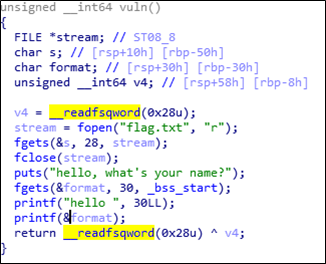 unsigned __int64 vuln()
{
  FILE *stream; // ST08_8
  char s; // [rsp+10h] [rbp-50h]
  char format; // [rsp+30h] [rbp-30h]
  unsigned __int64 v4; // [rsp+58h] [rbp-8h]

  v4 = __readfsqword(0x28u);
  stream = fopen("flag.txt", "r");
  fgets(&s, 28, stream);
  fclose(stream);
  puts("hello, what's your name?");
  fgets(&format, 30, _bss_start);
  printf("hello ", 30LL);
  printf(&format);
  return __readfsqword(0x28u) ^ v4;
}